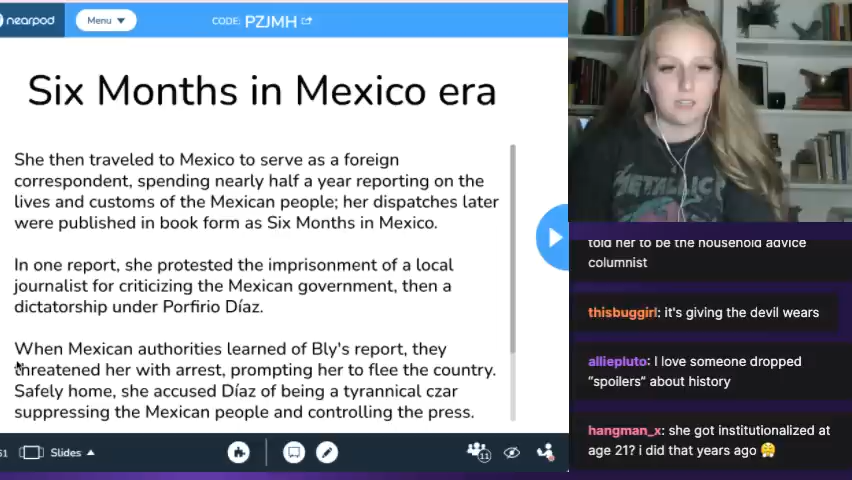 nearpod
Menu ▼
CODE: PZJMH
Six Months in Mexico era
She then traveled to Mexico to serve as a foreign
correspondent, spending nearly half a year reporting on the
lives and customs of the Mexican people; her dispatches later
were published in book form as Six Months in Mexico.
In one report, she protested the imprisonment of a local
journalist for criticizing the Mexican government, then a
dictatorship under Porfirio Díaz.
When Mexican authorities learned of Bly's report, they
threatened her with arrest, prompting her to flee the country.
Safely home, she accused Díaz of being a tyrannical czar
suppressing the Mexican people and controlling the press.
Slides ▲
11
METALLICA
told her to be the household advice
columnist
thisbuggirl: it's giving the devil wears
alliepluto: I love someone dropped
"spoilers" about history
hangman_x: she got institutionalized at
age 21? i did that years ago 😤